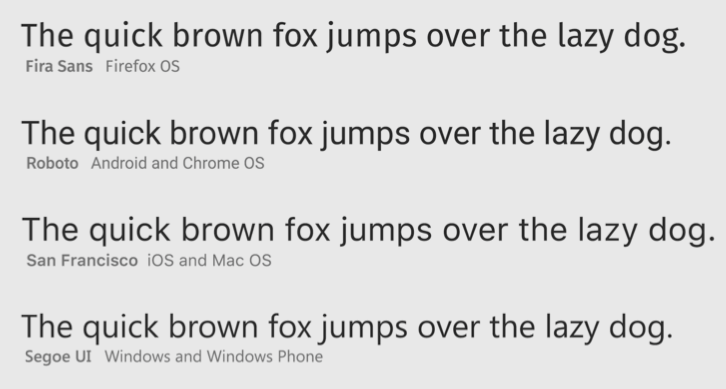 The quick brown fox jumps over the lazy dog.
Fira Sans Firefox OS
The quick brown fox jumps over the lazy dog.
Roboto Android and Chrome OS
The quick brown fox jumps over the lazy dog.
San Francisco iOS and Mac OS
The quick brown fox jumps over the lazy dog.
Segoe UI Windows and Windows Phone